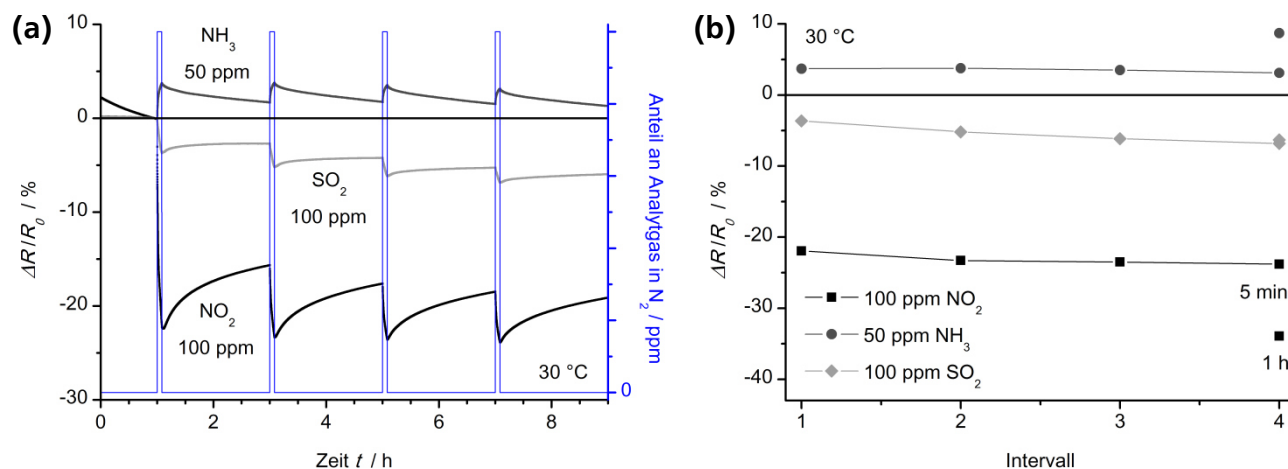 (a)
10
0
-10
-20
-30
ΔR/R₀ / %
0
2
4
6
8
Zeit t / h
NH₃
50 ppm
SO₂
100 ppm
NO₂
100 ppm
30 °C
0
Anteil an Analytgas in N₂ / ppm
(b)
10
0
-10
-20
-30
-40
ΔR/R₀ / %
1
2
3
4
Intervall
30 °C
100 ppm NO₂
50 ppm NH₃
100 ppm SO₂
5 min
1 h